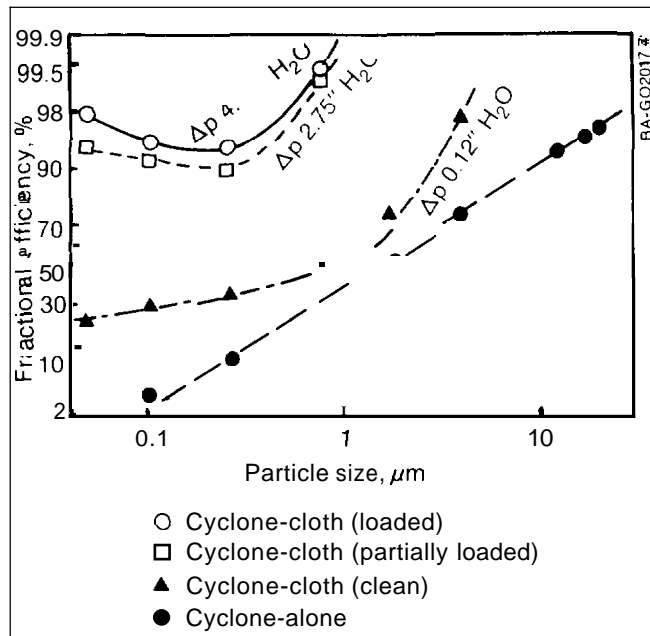 99.9
99.5
98
90
70
50
30
10
2
Fractional efficiency, %
Δp 4. H₂O
Δp 2.75" H₂O
Δp 0.12" H₂O
BA-GO2017
0.1 1 10
Particle size, μm
Cyclone-cloth (loaded)
Cyclone-cloth (partially loaded)
Cyclone-cloth (clean)
Cyclone-alone